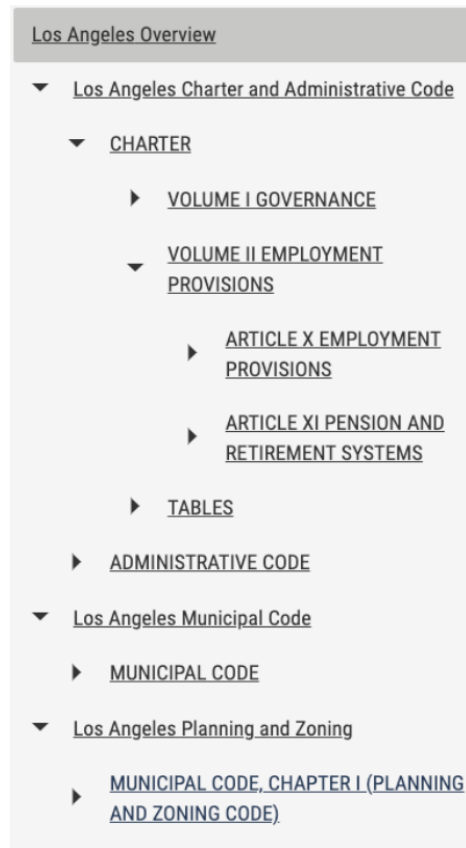 Los Angeles Overview
Los Angeles Charter and Administrative Code
CHARTER
VOLUME I GOVERNANCE
VOLUME II EMPLOYMENT
PROVISIONS
ARTICLE X EMPLOYMENT
PROVISIONS
ARTICLE XI PENSION AND
RETIREMENT SYSTEMS
TABLES
ADMINISTRATIVE CODE
Los Angeles Municipal Code
MUNICIPAL CODE
Los Angeles Planning and Zoning
MUNICIPAL CODE, CHAPTER I (PLANNING
AND ZONING CODE)